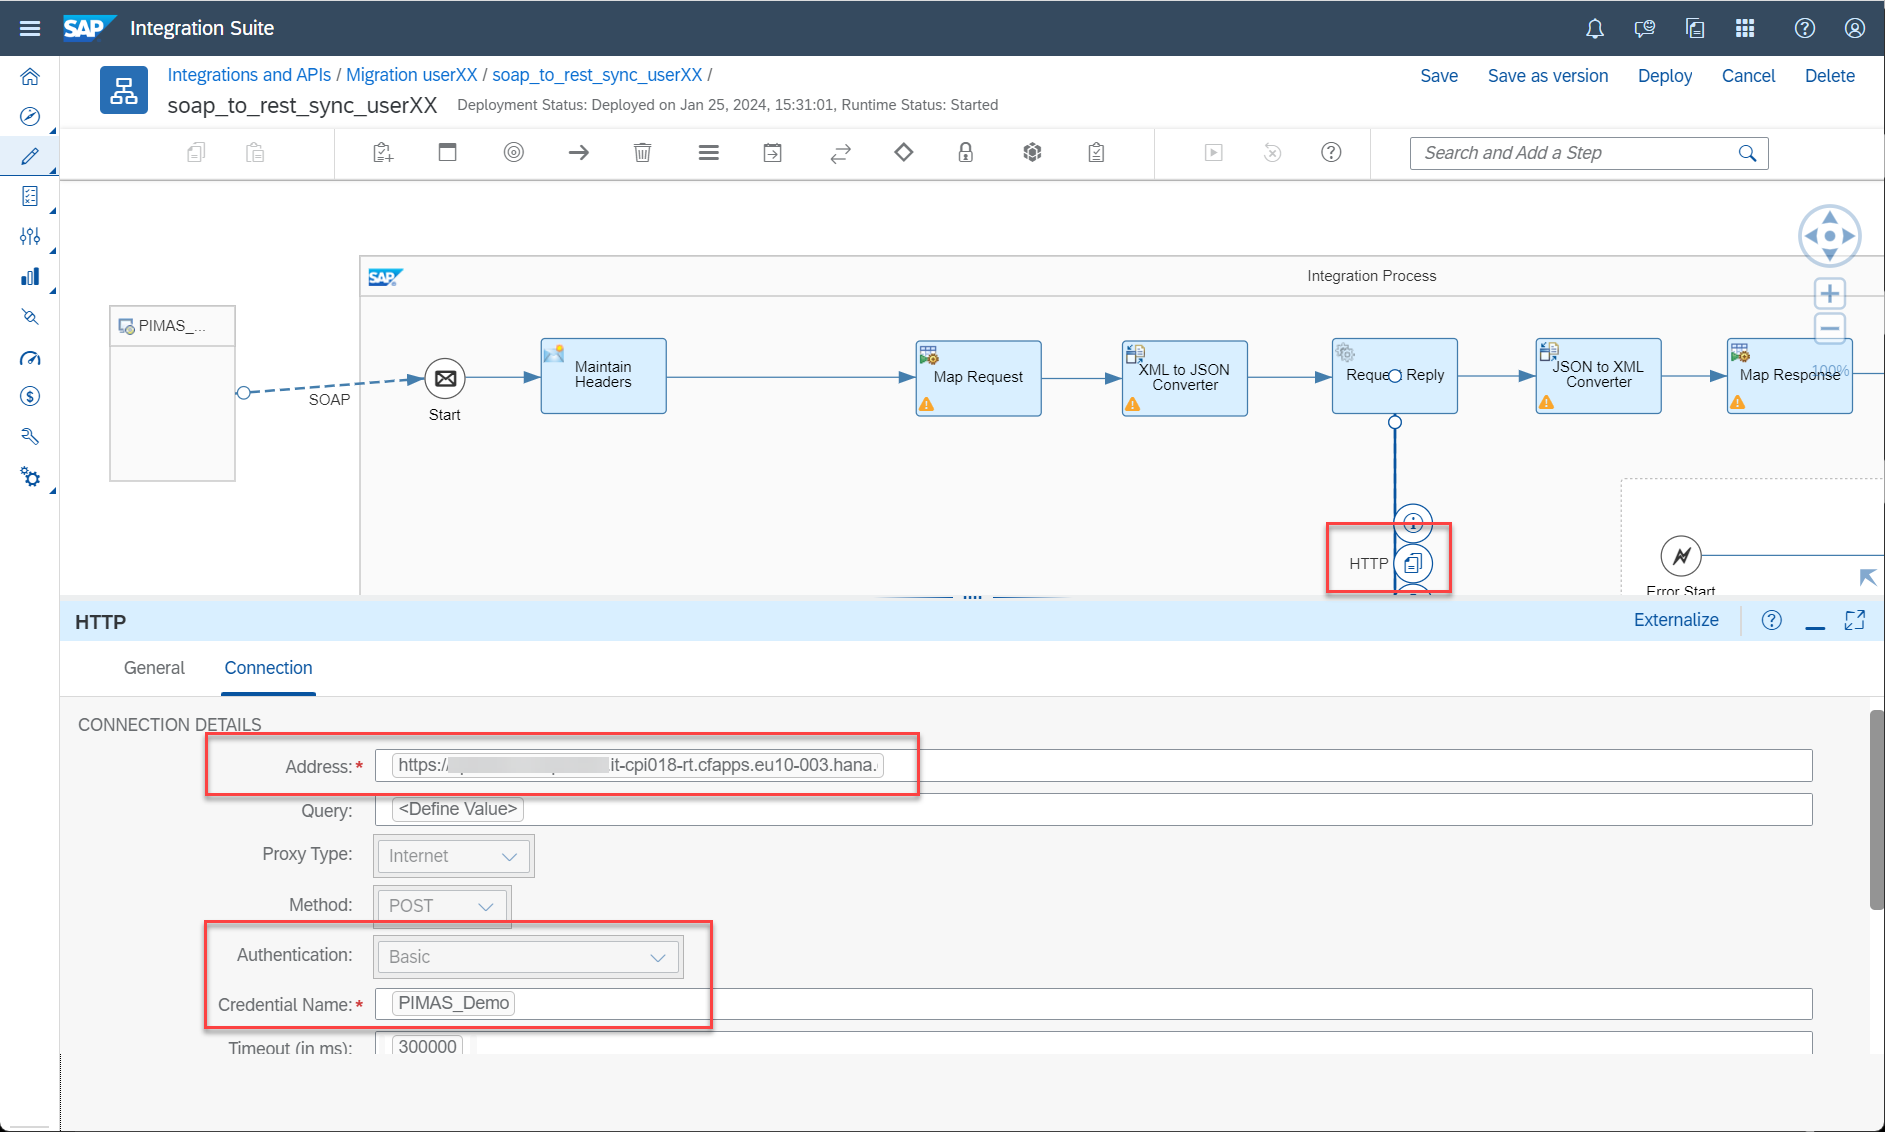 SAP Integration Suite
Integrations and APIs / Migration userXX / soap_to_rest_sync_userXX /
Save Save as version Deploy Cancel Delete
soap_to_rest_sync_userXX Deployment Status: Deployed on Jan 25, 2024, 15:31:01, Runtime Status: Started
Search and Add a Step
SAP Integration Process
PIMAS_...
SOAP
Start
Maintain
Headers
Map Request
XML to JSON
Converter
Request Reply
JSON to XML
Converter
Map Response
100%
HTTP
Error Start
HTTP
Externalize
General Connection
CONNECTION DETAILS
Address:* https:// it-cpi018-rt.cfapps.eu10-003.hana.
Query: <Define Value>
Proxy Type: Internet
Method: POST
Authentication: Basic
Credential Name:* PIMAS_Demo
Timeout (in ms): 300000